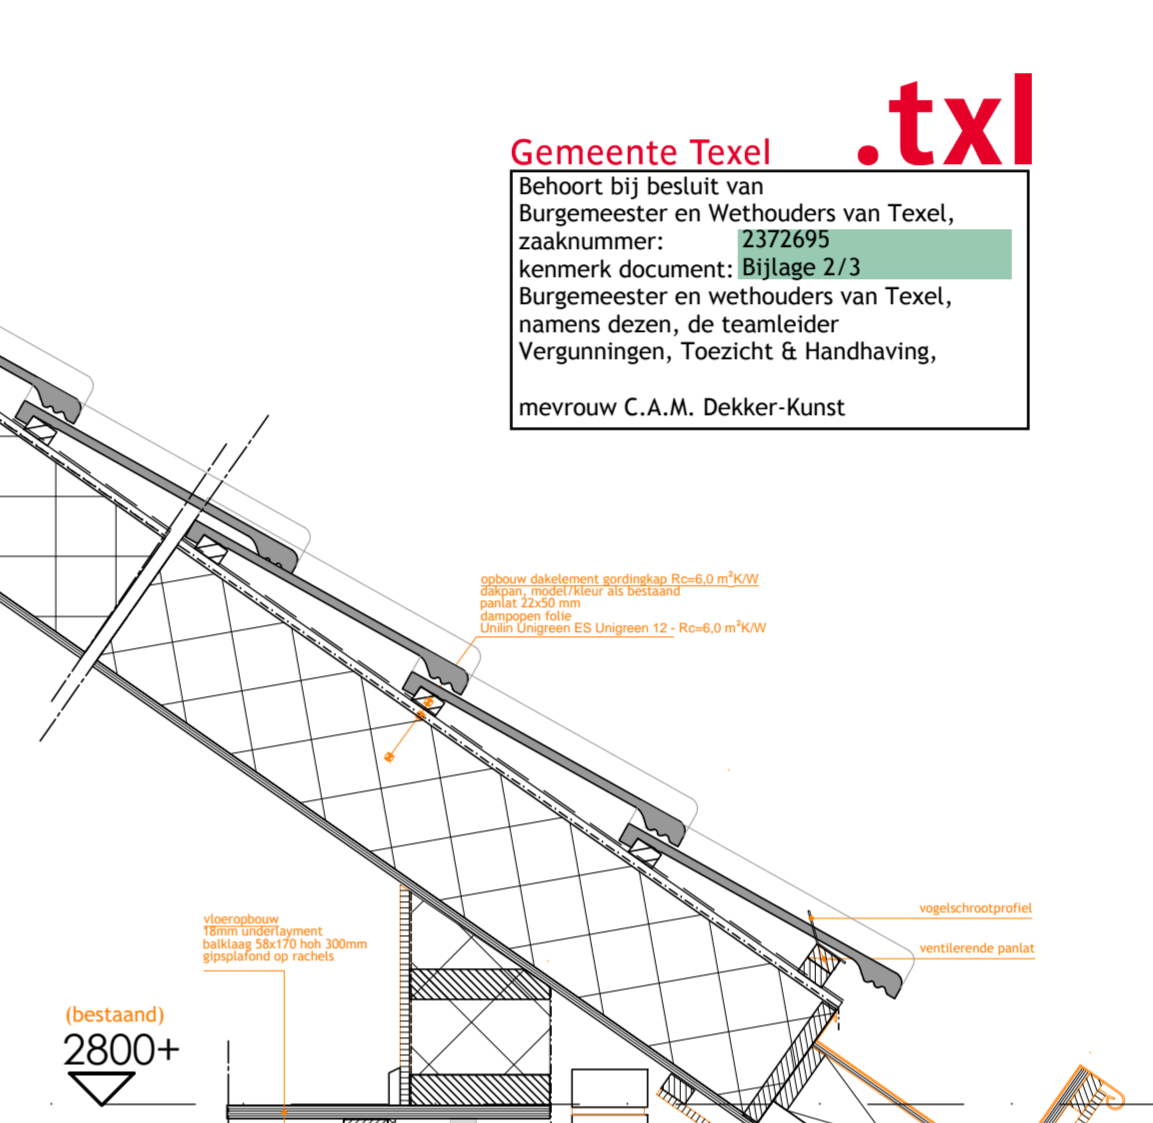 .txl
Gemeente Texel
Behoort bij besluit van
Burgemeester en Wethouders van Texel,
zaaknummer: 2372695
kenmerk document: Bijlage 2/3
Burgemeester en wethouders van Texel,
namens dezen, de teamleider
Vergunningen, Toezicht & Handhaving,
mevrouw C.A.M. Dekker-Kunst
opbouw dakelement gordingkap Rc=6,0 m²K/W
dakpan, model/kleur als bestaand
panlat 22x50 mm
dampopen folie
Unilin Unigreen ES Unigreen 12 - Rc=6,0 m²K/W
vogelschrootprofiel
ventilerende panlat
vloeropbouw
18mm underlayment
balklaag 58x170 hoh 300mm
gipsplafond op rachels
(bestaand)
2800+